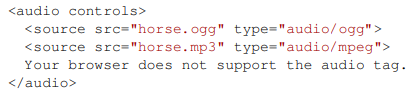 <audio controls>
  <source src="horse.ogg" type="audio/ogg">
  <source src="horse.mp3" type="audio/mpeg">
  Your browser does not support the audio tag.
</audio>